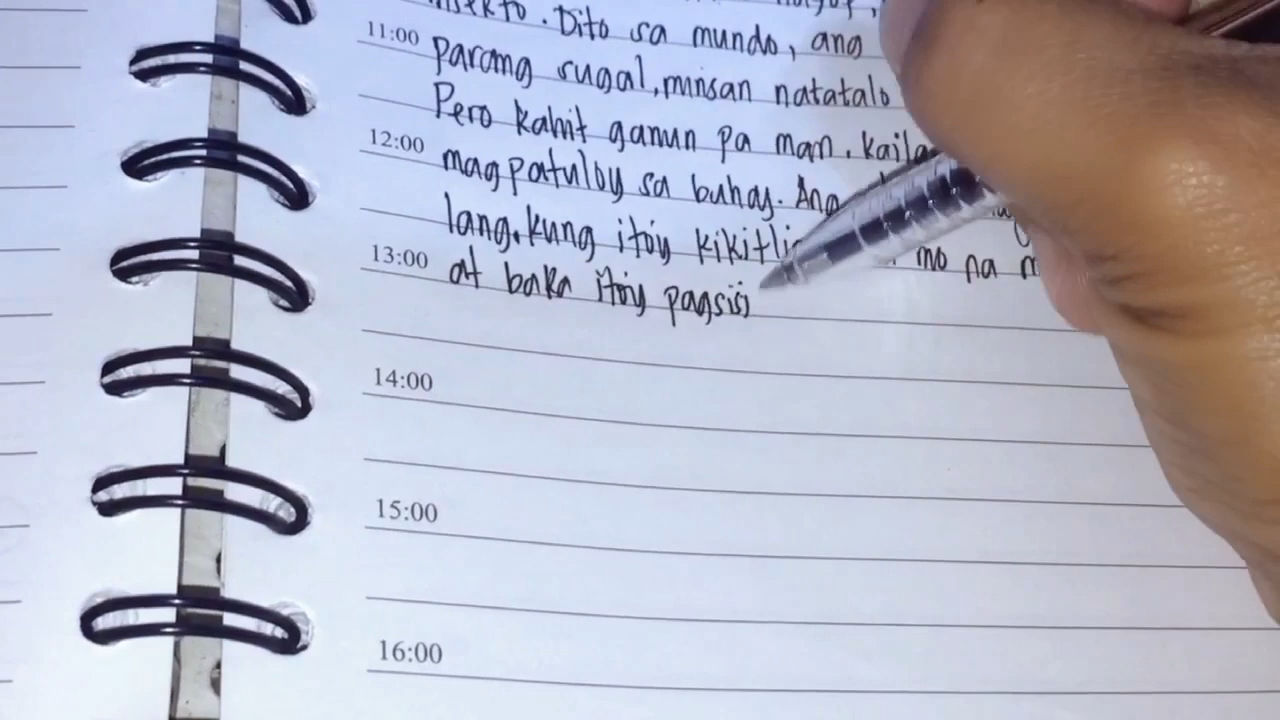 . Dito sa mundo, ang
11:00 parang sugal, minsan natatalo
Pero kahit ganun pa man. kaila
12:00 magpatuloy sa buhay. Ang
lang. kung itoy mo na
13:00 at baka itoy pagsisi
14:00
15:00
16:00